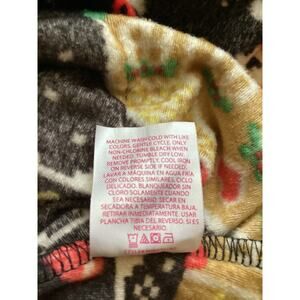 MACHINE WASH COLD WITH LIKE
COLORS, GENTLE CYCLE. ONLY
NON-CHLORINE BLEACH WHEN
NEEDED. TUMBLE DRY LOW.
REMOVE PROMPTLY. COOL IRON
ON REVERSE SIDE IF NEEDED.
LAVAR A MÁQUINA EN AGUA FRÍA
CON COLORES SIMILARES, CICLO
DELICADO. BLANQUEADOR SIN
CLORO SOLAMENTE CUANDO
SEA NECESARIO. SECAR EN
SECADORA A TEMPERATURA BAJA.
RETIRAR INMEDIATAMENTE. USAR
PLANCHA TIBIA DEL REVERSO, SI ES
NECESARIO.